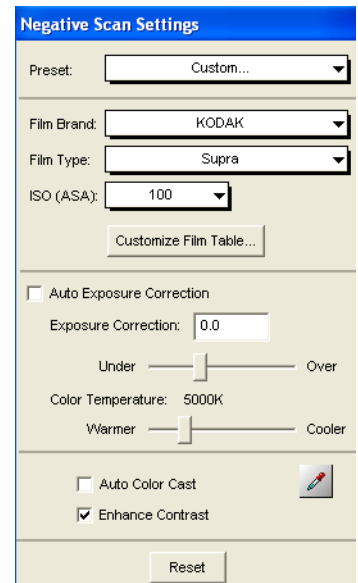 Negative Scan Settings
Preset: Custom...
Film Brand: KODAK
Film Type: Supra
ISO (ASA): 100
Customize Film Table...
Auto Exposure Correction
Exposure Correction: 0.0
Under Over
Color Temperature: 5000K
Warmer Cooler
Auto Color Cast
Enhance Contrast
Reset